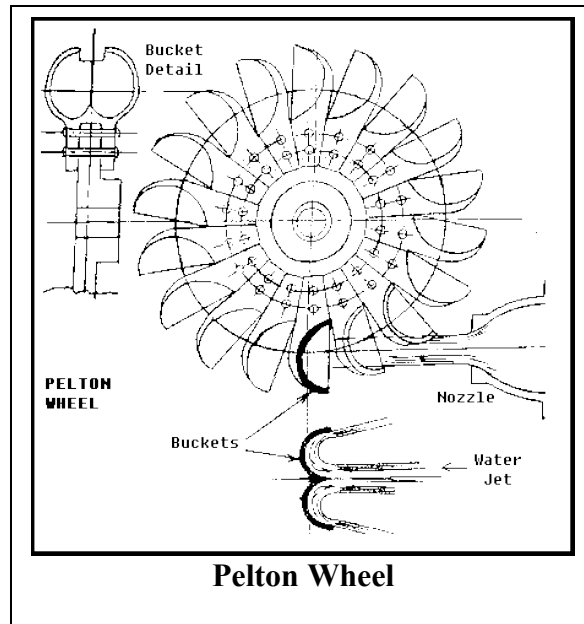 Bucket
Detail
PELTON
WHEEL
Nozzle
Buckets
Water
Jet
Pelton Wheel